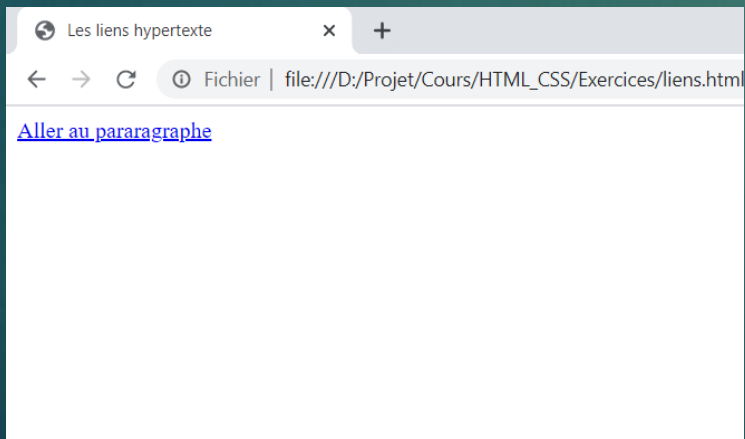 Les liens hypertexte
Fichier | file:///D:/Projet/Cours/HTML_CSS/Exercices/liens.html
Aller au pararagraphe